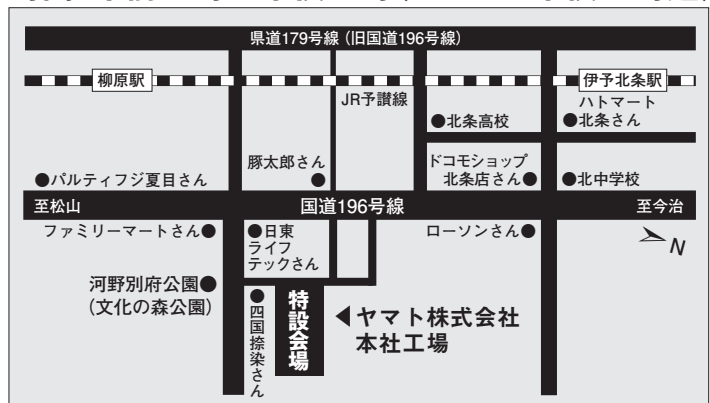 県道179号線（旧国道196号線）
柳原駅
伊予北条駅
JR予讃線
ハトマート
●北条さん
●北条高校
豚太郎さん
●
ドコモショップ
北条店さん●
●北中学校
●パルティフジ夏目さん
至松山
国道196号線
至今治
ファミリーマートさん●
●日東
ライフ
テックさん
ローソンさん●
N
河野別府公園●
（文化の森公園）
●四国捺染さん
特設会場
◀ヤマト株式会社
本社工場